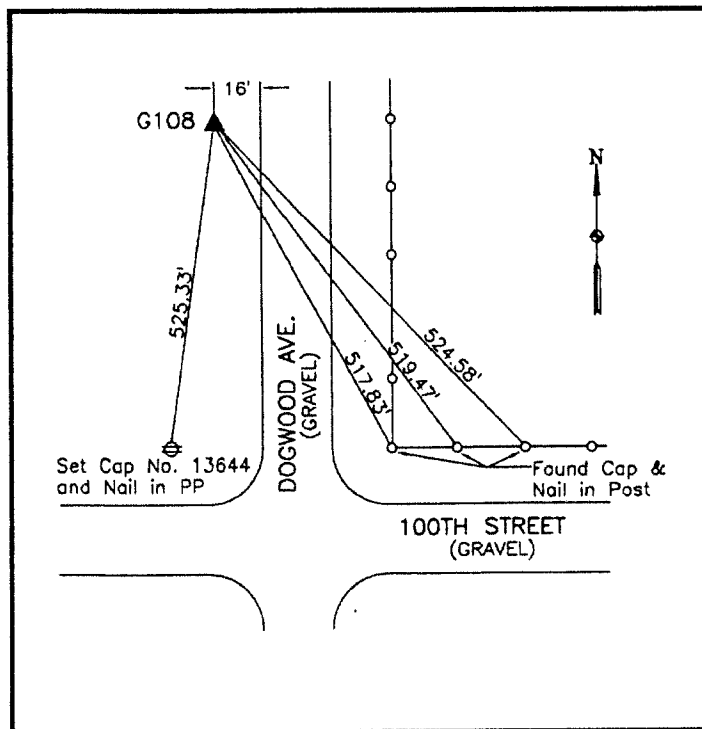 16'
G108
N
525.33'
517.83'
519.47'
524.58'
DOGWOOD AVE.
(GRAVEL)
Set Cap No. 13644
and Nail in PP
Found Cap &
Nail in Post
100TH STREET
(GRAVEL)